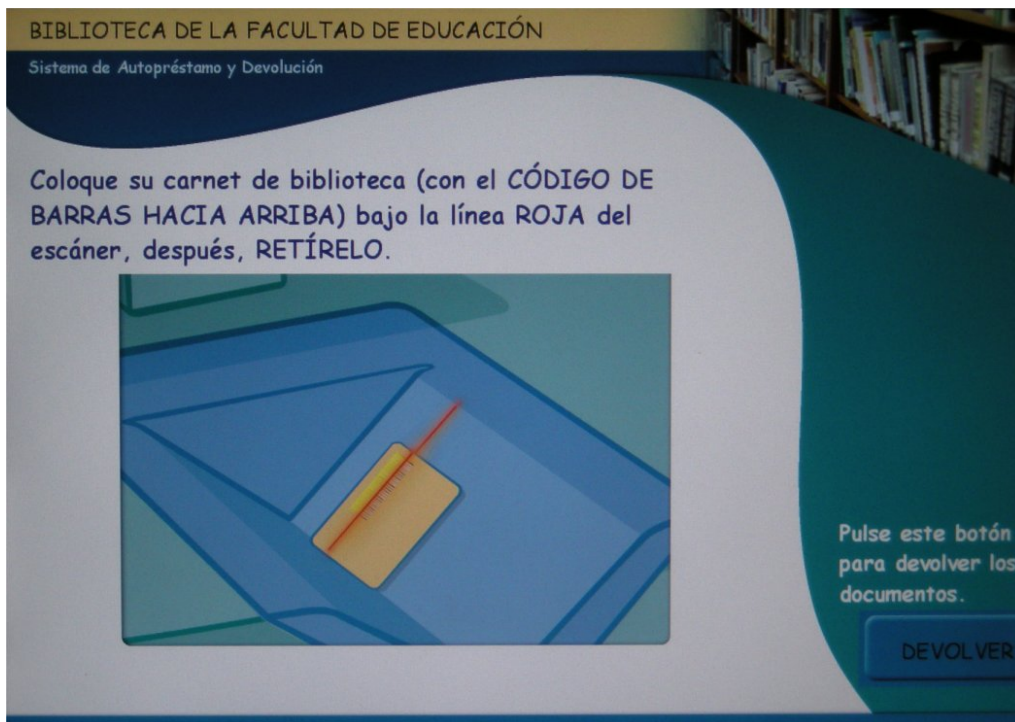 BIBLIOTECA DE LA FACULTAD DE EDUCACIÓN
Sistema de Autopréstamo y Devolución
Coloque su carnet de biblioteca (con el CÓDIGO DE
BARRAS HACIA ARRIBA) bajo la línea ROJA del
escáner, después, RETÍRELO.
Pulse este botón
para devolver los
documentos.
DEVOLVER